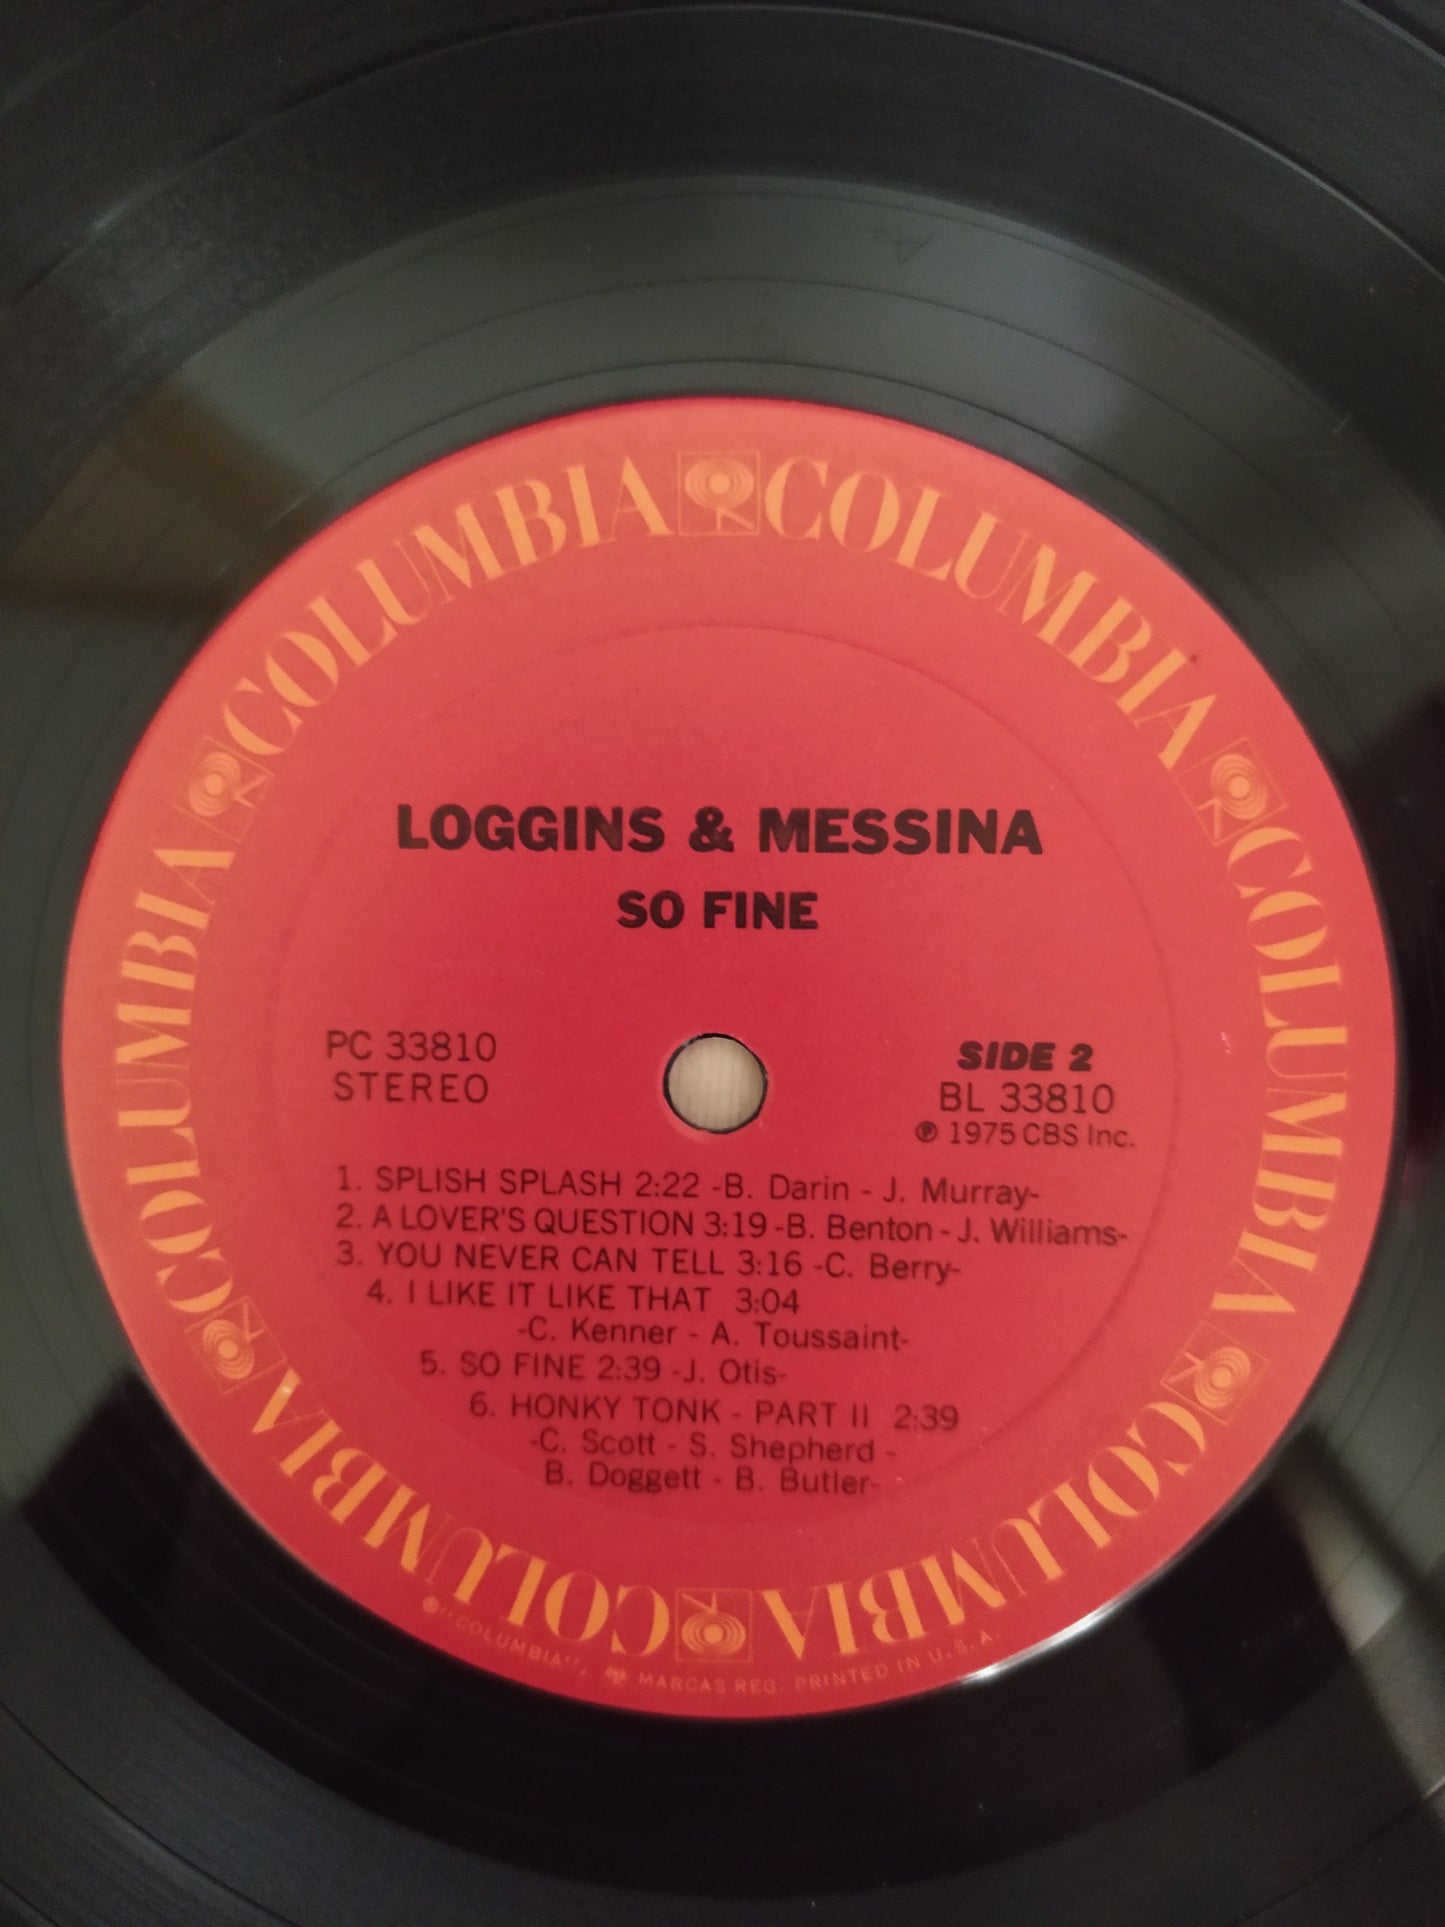 COLUMBIA COLUMBIA COLUMBIA COLUMBIA COLUMBIA COLUMBIA
LOGGINS & MESSINA
SO FINE
PC 33810
STEREO
SIDE 2
BL 33810
℗ 1975 CBS Inc.
1. SPLISH SPLASH 2:22 -B. Darin - J. Murray-
2. A LOVER'S QUESTION 3:19 -B. Benton - J. Williams-
3. YOU NEVER CAN TELL 3:16 -C. Berry-
4. I LIKE IT LIKE THAT 3:04
-C. Kenner - A. Toussaint-
5. SO FINE 2:39 -J. Otis-
6. HONKY TONK - PART II 2:39
-C. Scott - S. Shepherd -
B. Doggett - B. Butler-
® "COLUMBIA", MARCAS REG. PRINTED IN U.S.A.